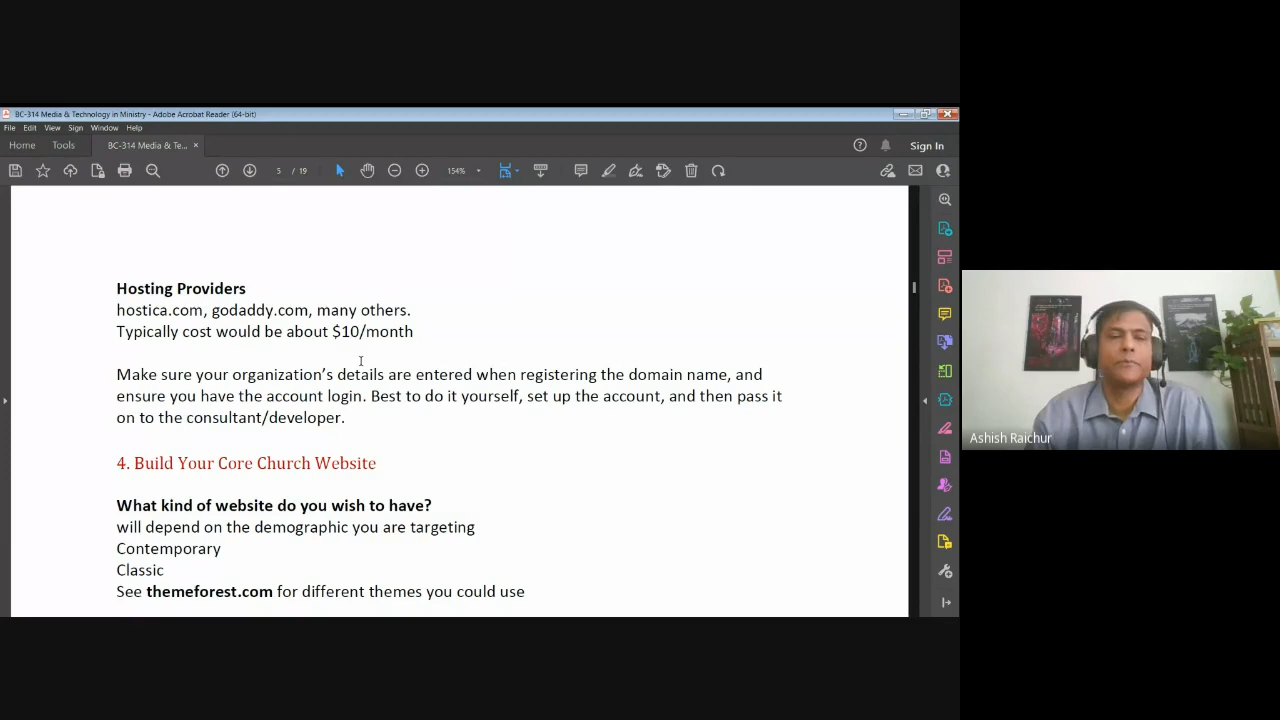 BC-314 Media & Technology in Ministry - Adobe Acrobat Reader (64-bit)
File Edit View Sign Window Help
Home Tools BC-314 Media & Te... × Sign In
5 / 19 154%
Hosting Providers
hostica.com, godaddy.com, many others.
Typically cost would be about $10/month
Make sure your organization’s details are entered when registering the domain name, and
ensure you have the account login. Best to do it yourself, set up the account, and then pass it
on to the consultant/developer.
4. Build Your Core Church Website
What kind of website do you wish to have?
will depend on the demographic you are targeting
Contemporary
Classic
See themeforest.com for different themes you could use
Ashish Raichur